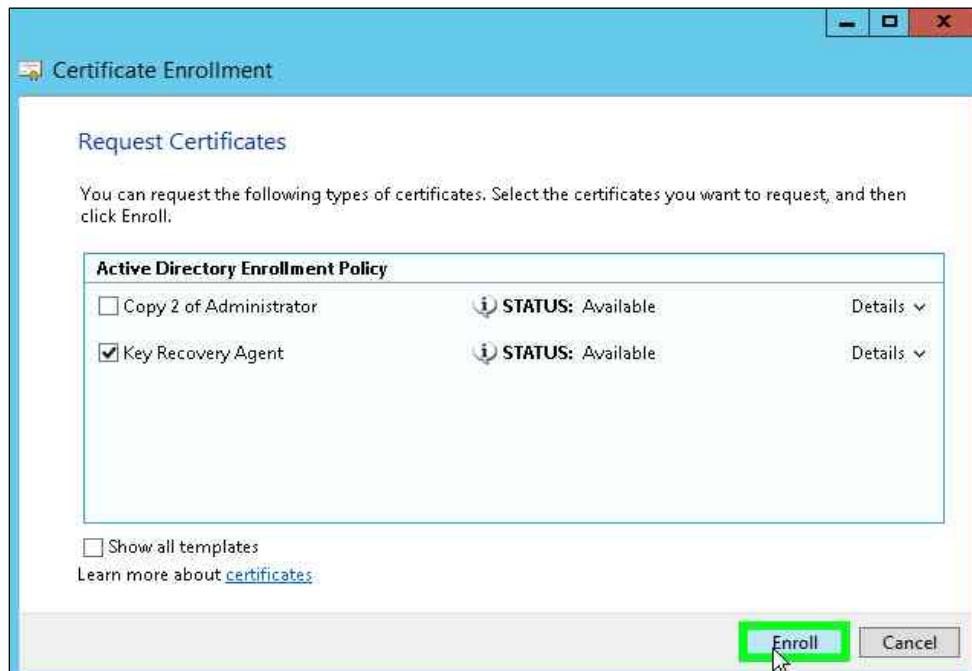 Certificate Enrollment
Request Certificates
You can request the following types of certificates. Select the certificates you want to request, and then
click Enroll.
Active Directory Enrollment Policy
Copy 2 of Administrator STATUS: Available Details
Key Recovery Agent STATUS: Available Details
Show all templates
Learn more about certificates
Enroll Cancel